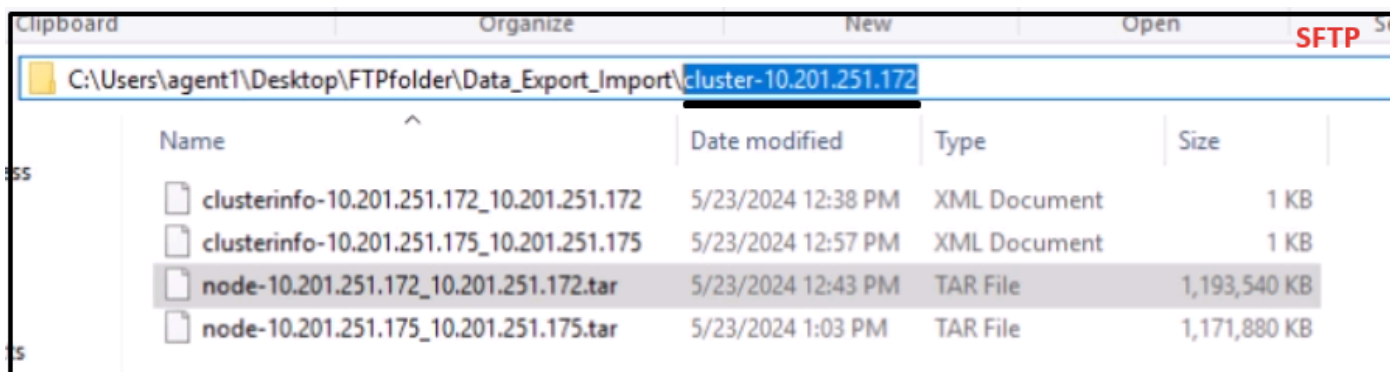 Clipboard Organize New Open
SFTP
C:\Users\agent1\Desktop\FTPfolder\Data_Export_Import\cluster-10.201.251.172
Name Date modified Type Size
clusterinfo-10.201.251.172_10.201.251.172 5/23/2024 12:38 PM XML Document 1 KB
clusterinfo-10.201.251.175_10.201.251.175 5/23/2024 12:57 PM XML Document 1 KB
node-10.201.251.172_10.201.251.172.tar 5/23/2024 12:43 PM TAR File 1,193,540 KB
node-10.201.251.175_10.201.251.175.tar 5/23/2024 1:03 PM TAR File 1,171,880 KB